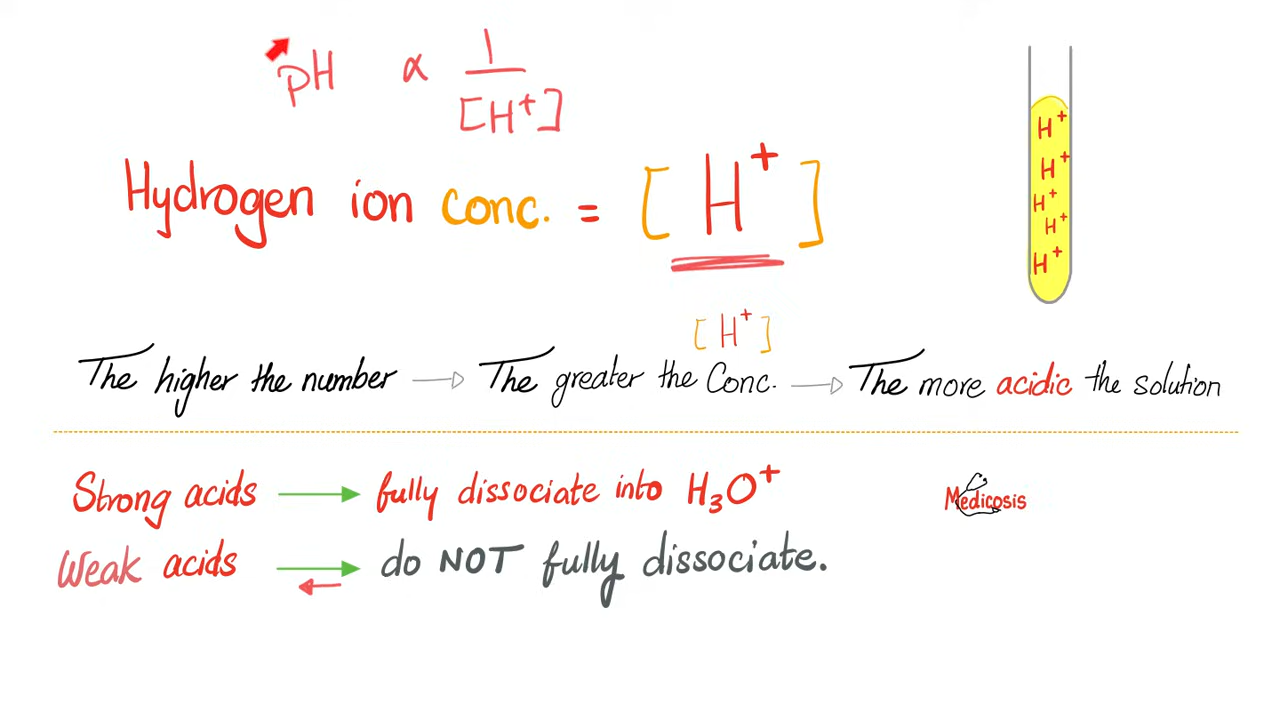 pH ∝ 1
[H+]
Hydrogen ion conc. = [ H+ ]
[ H+ ]
The higher the number → The greater the Conc. → The more acidic the solution
Strong acids → fully dissociate into H3O+
Weak acids → do NOT fully dissociate.
Medicosis
H+
H+
H+
H+
H+